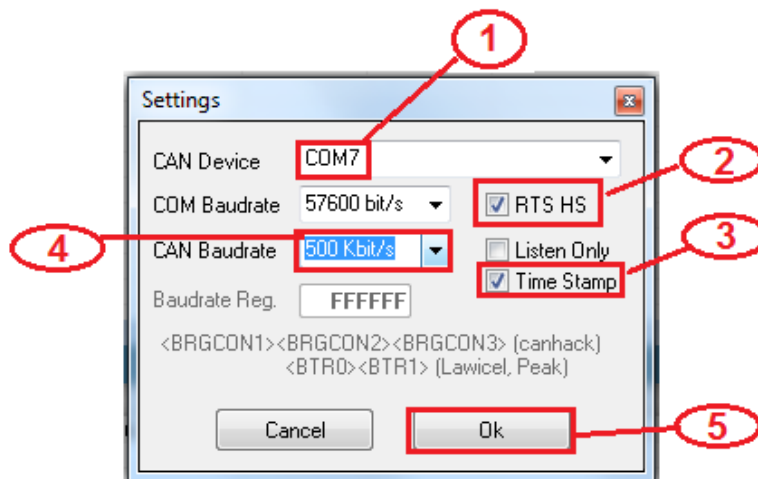 1
Settings
CAN Device COM7
2
COM Baudrate 57600 bit/s RTS HS
4
CAN Baudrate 500 Kbit/s Listen Only
3
Time Stamp
Baudrate Reg. FFFFFF
<BRGCON1><BRGCON2><BRGCON3> (canhack)
<BTR0><BTR1> (Lawicel, Peak)
Cancel Ok
5